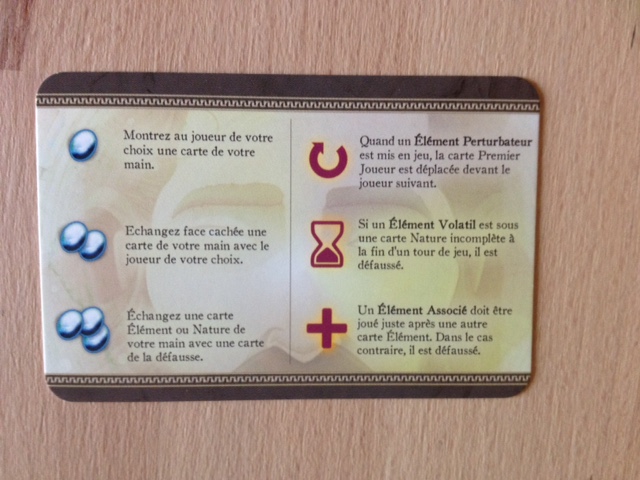 Montrez au joueur de votre
choix une carte de votre
main.
Echangez face cachée une
carte de votre main avec le
joueur de votre choix.
Échangez une carte
Élément ou Nature de
votre main avec une carte
de la défausse.
Quand un Élément Perturbateur
est mis en jeu, la carte Premier
Joueur est déplacée devant le
joueur suivant.
Si un Élément Volatil est sous
une carte Nature incomplète à
la fin d'un tour de jeu, il est
défaussé.
Un Élément Associé doit être
joué juste après une autre
carte Élément. Dans le cas
contraire, il est défaussé.